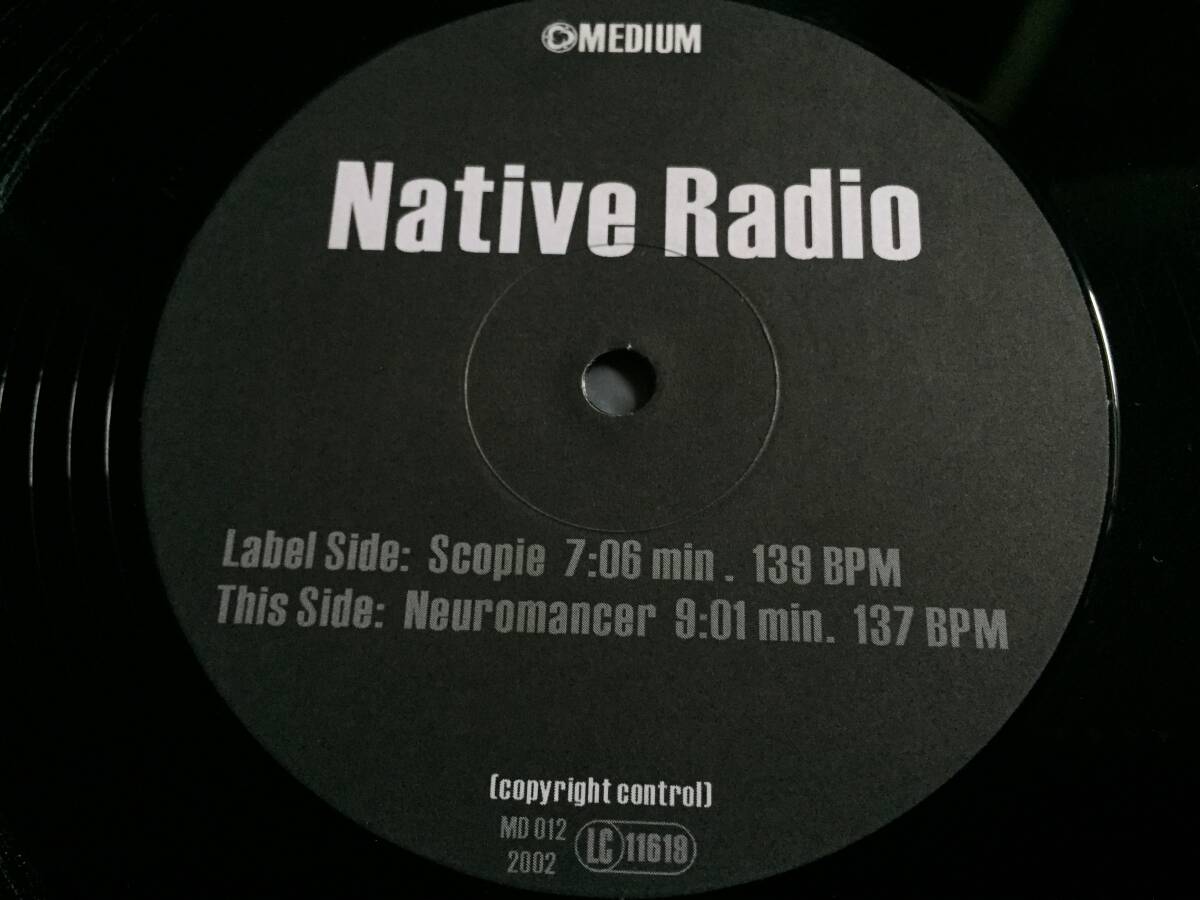 MEDIUM
Native Radio
Label Side: Scopie 7:06 min . 139 BPM
This Side: Neuromancer 9:01 min. 137 BPM
(copyright control)
MD 012
2002
LC 11619